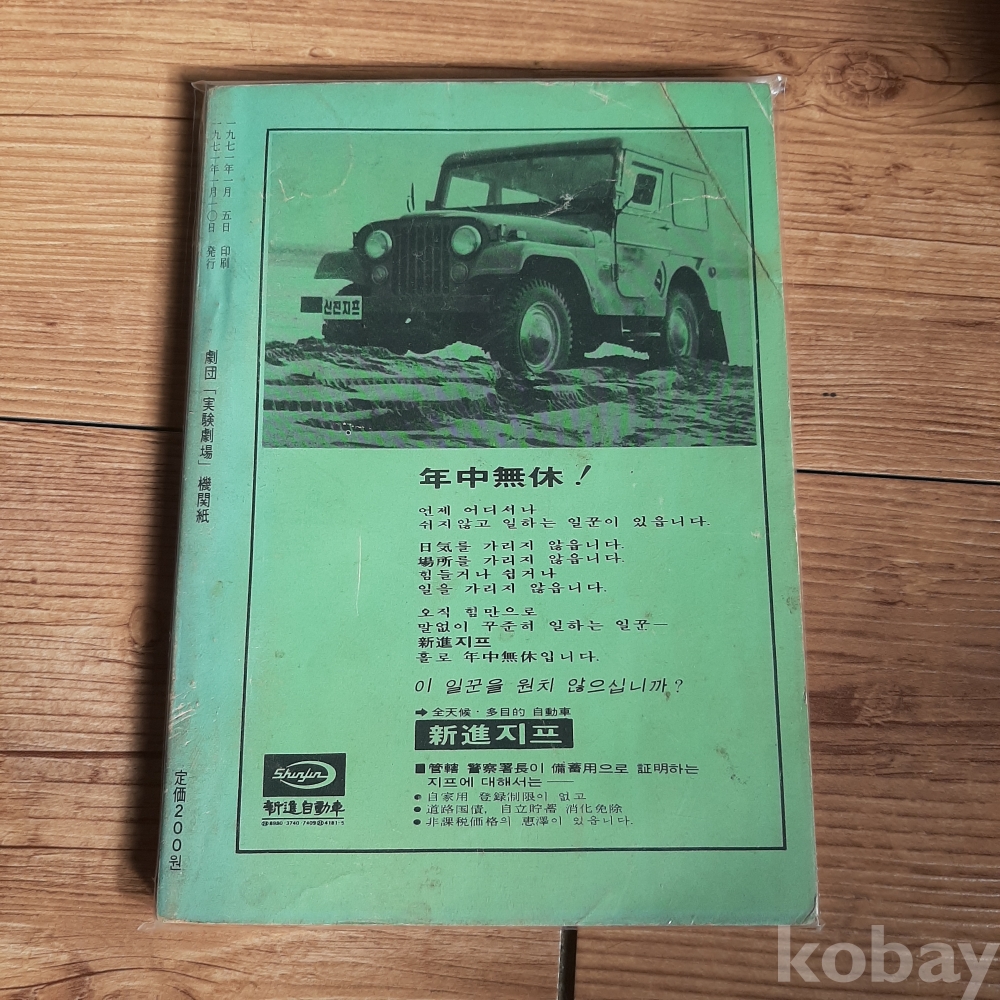 一九七一年一月 五日 印刷
一九七一年一月一〇日 発行
劇団「実験劇場」機関紙
定価200원
신진지프
年中無休!
언제 어디서나
쉬지않고 일하는 일꾼이 있읍니다.
日気를 가리지 않읍니다.
場所를 가리지 않읍니다.
힘들거나 쉽거나
일을 가리지 않읍니다.
오직 힘만으로
말없이 꾸준히 일하는 일꾼—
新進지프
홀로 年中無休입니다.
이 일꾼을 원치 않으십니까?
➡ 全天候·多目的 自動車
新進지프
■ 管轄 警察署長이 備蓄用으로 証明하는
지프에 대해서는——
● 自家用 登録制限이 없고
● 道路国債, 自立貯蓄 消化免除
● 非課税価格의 恵澤이 있읍니다.
Shinjin
新進自動車
kobay